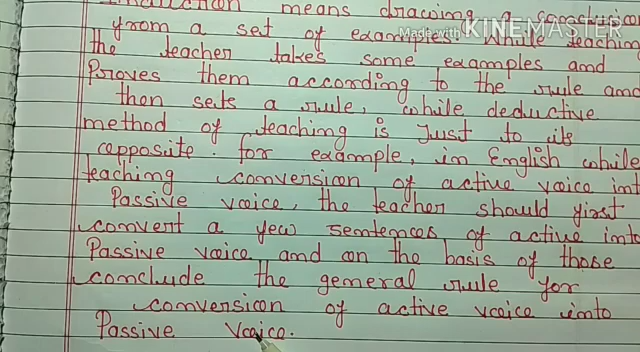 Induction means drawing a conclusion
from a set of examples. While teaching
Made with KINEMASTER
the teacher takes some examples and
Proves them according to the rule and
then sets a rule, while deductive
method of teaching is Just to its
opposite. for example, in English while
teaching conversion of active voice into
Passive voice, the teacher should first
convert a few sentences of active into
Passive voice and on the basis of those
conclude the general rule for
conversion of active voice into
Passive Voice.